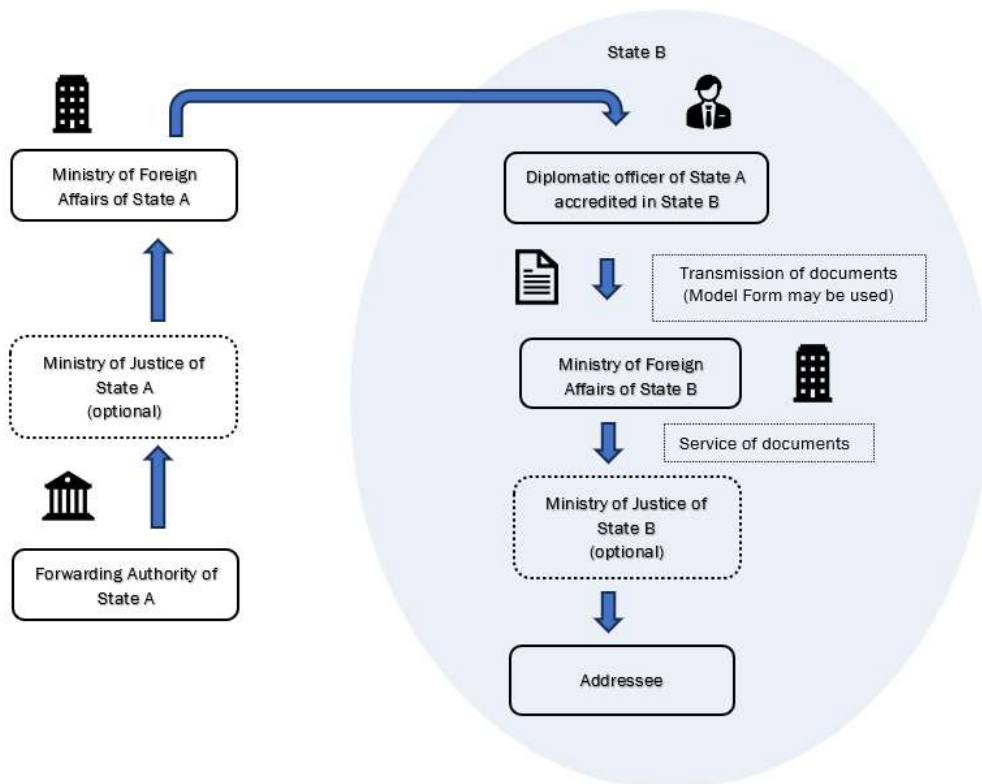 State B
Ministry of Foreign
Affairs of State A
Diplomatic officer of State A
accredited in State B
Transmission of documents
(Model Form may be used)
Ministry of Justice of
State A
(optional)
Ministry of Foreign
Affairs of State B
Service of documents
Ministry of Justice of
State B
(optional)
Forwarding Authority of
State A
Addressee